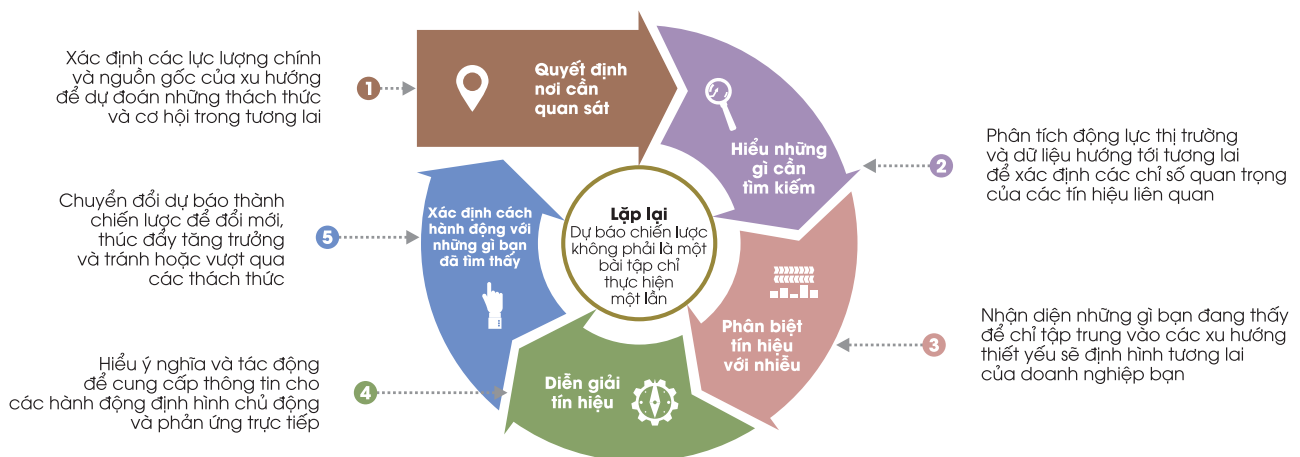 Xác định các lực lượng chính
và nguồn gốc của xu hướng
để dự đoán những thách thức
và cơ hội trong tương lai
1
Quyết định
nơi cần
quan sát
Hiểu những
gì cần
tìm kiếm
2
Phân tích động lực thị trường
và dữ liệu hướng tới tương lai
để xác định các chỉ số quan trọng
của các tín hiệu liên quan
Phân biệt
tín hiệu
với nhiễu
3
Nhận diện những gì bạn đang thấy
để chỉ tập trung vào các xu hướng
thiết yếu sẽ định hình tương lai
của doanh nghiệp bạn
Diễn giải
tín hiệu
4
Hiểu ý nghĩa và tác động
để cung cấp thông tin cho
các hành động định hình chủ động
và phản ứng trực tiếp
Xác định cách
hành động với
những gì bạn
đã tìm thấy
5
Chuyển đổi dự báo thành
chiến lược để đổi mới,
thúc đẩy tăng trưởng
và tránh hoặc vượt qua
các thách thức
Lặp lại
Dự báo chiến lược
không phải là một
bài tập chỉ
thực hiện
một lần